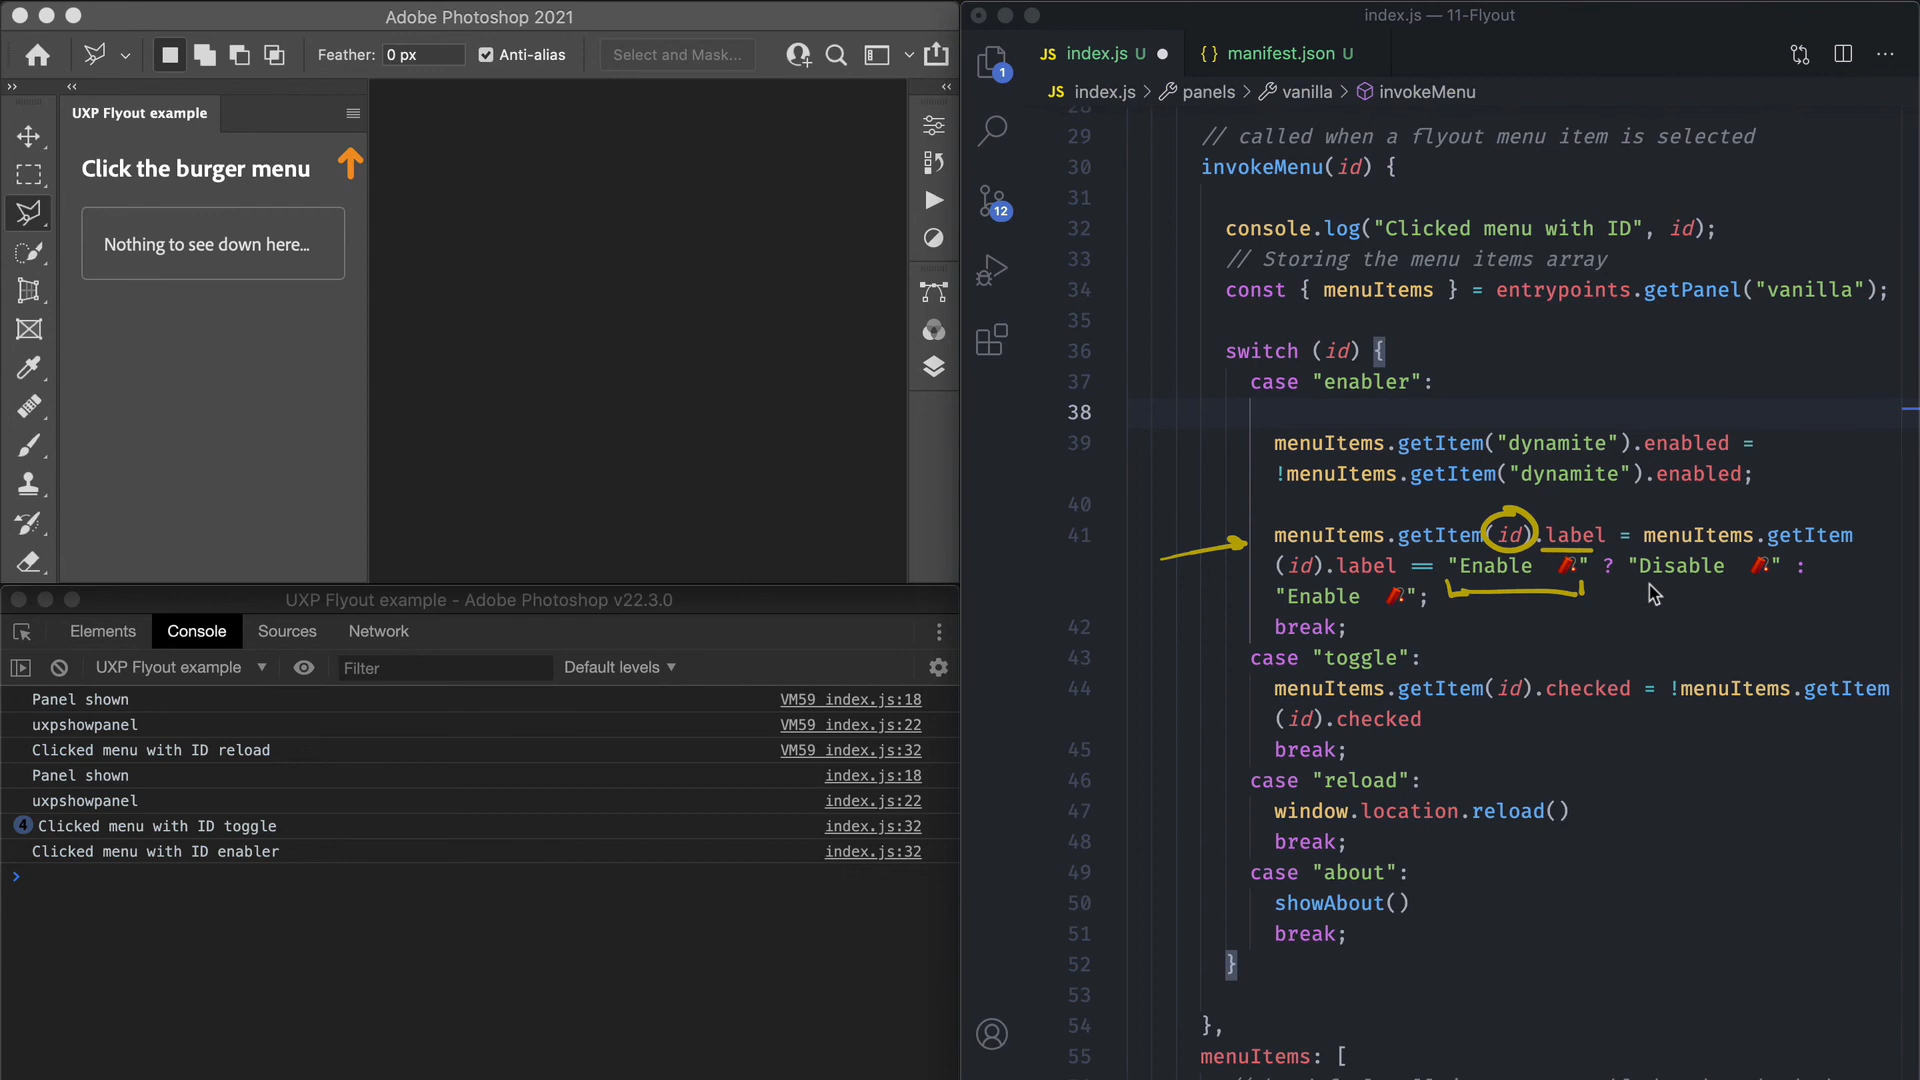 Adobe Photoshop 2021
Feather: 0 px
Anti-alias
Select and Mask...
UXP Flyout example
Click the burger menu
Nothing to see down here...
UXP Flyout example - Adobe Photoshop v22.3.0
Elements Console Sources Network
UXP Flyout example ▼ Filter Default levels ▼
Panel shown VM59 index.js:18
uxpshowpanel VM59 index.js:22
Clicked menu with ID reload VM59 index.js:32
Panel shown index.js:18
uxpshowpanel index.js:22
4 Clicked menu with ID toggle index.js:32
Clicked menu with ID enabler index.js:32
>
index.js — 11-Flyout
JS index.js U ● {} manifest.json U
JS index.js > panels > vanilla > invokeMenu
1
12
28
29 // called when a flyout menu item is selected
30 invokeMenu(id) {
31
32 console.log("Clicked menu with ID", id);
33 // Storing the menu items array
34 const { menuItems } = entrypoints.getPanel("vanilla");
35
36 switch (id) {
37 case "enabler":
38
39 menuItems.getItem("dynamite").enabled =
!menuItems.getItem("dynamite").enabled;
40
41 menuItems.getItem(id).label = menuItems.getItem
(id).label == "Enable 🧨" ? "Disable 🧨" :
"Enable 🧨";
42 break;
43 case "toggle":
44 menuItems.getItem(id).checked = !menuItems.getItem
(id).checked
45 break;
46 case "reload":
47 window.location.reload()
48 break;
49 case "about":
50 showAbout()
51 break;
52 }
53
54 },
55 menuItems: [